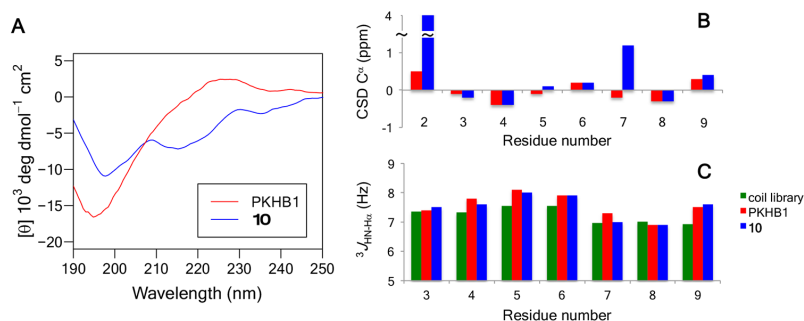 A
[θ] 10³ deg dmol⁻¹ cm²
5
0
−5
−10
−15
−20
PKHB1
10
190 200 210 220 230 240 250
Wavelength (nm)
B
CSD Cᵅ (ppm)
4
~ ~
1
0
-1
2 3 4 5 6 7 8 9
Residue number
C
³J_HN-Hα (Hz)
9
8
7
6
5
3 4 5 6 7 8 9
Residue number
coil library
PKHB1
10